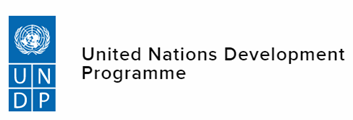 UN
DP
United Nations Development
Programme